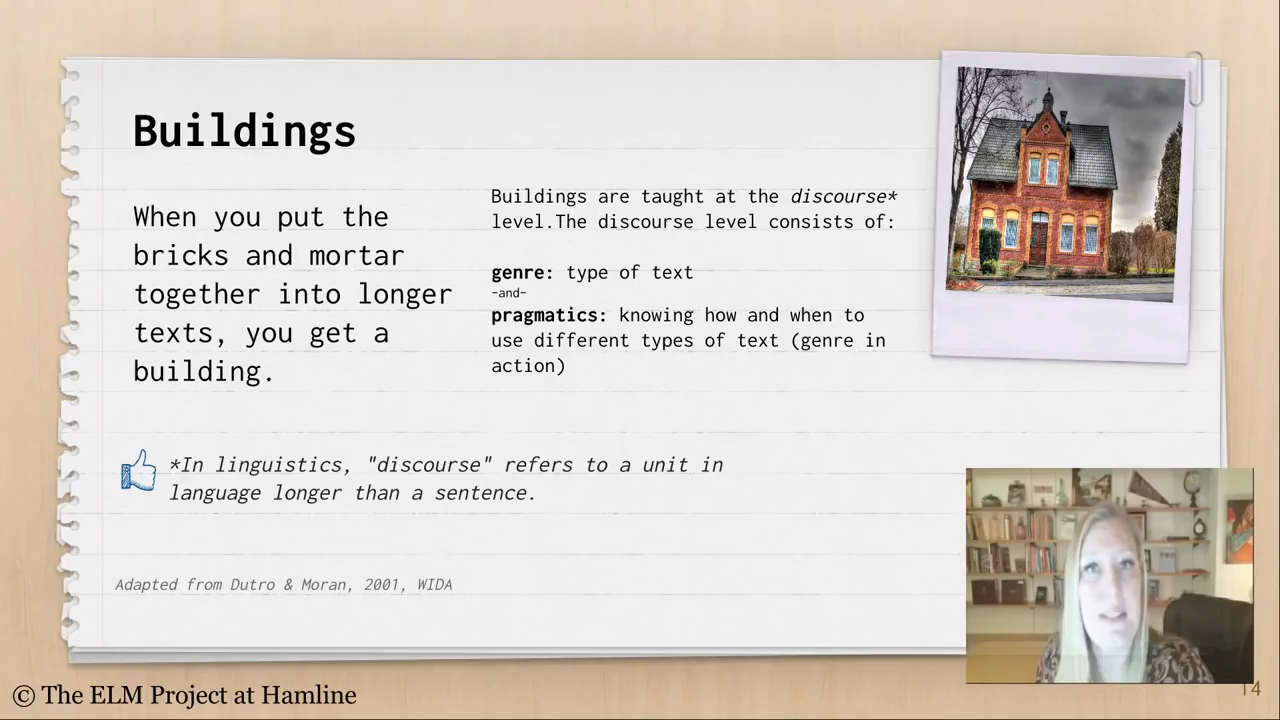 Buildings
When you put the
bricks and mortar
together into longer
texts, you get a
building.
Buildings are taught at the discourse*
level.The discourse level consists of:
genre: type of text
-and-
pragmatics: knowing how and when to
use different types of text (genre in
action)
*In linguistics, "discourse" refers to a unit in
language longer than a sentence.
Adapted from Dutro & Moran, 2001, WIDA
© The ELM Project at Hamline
14